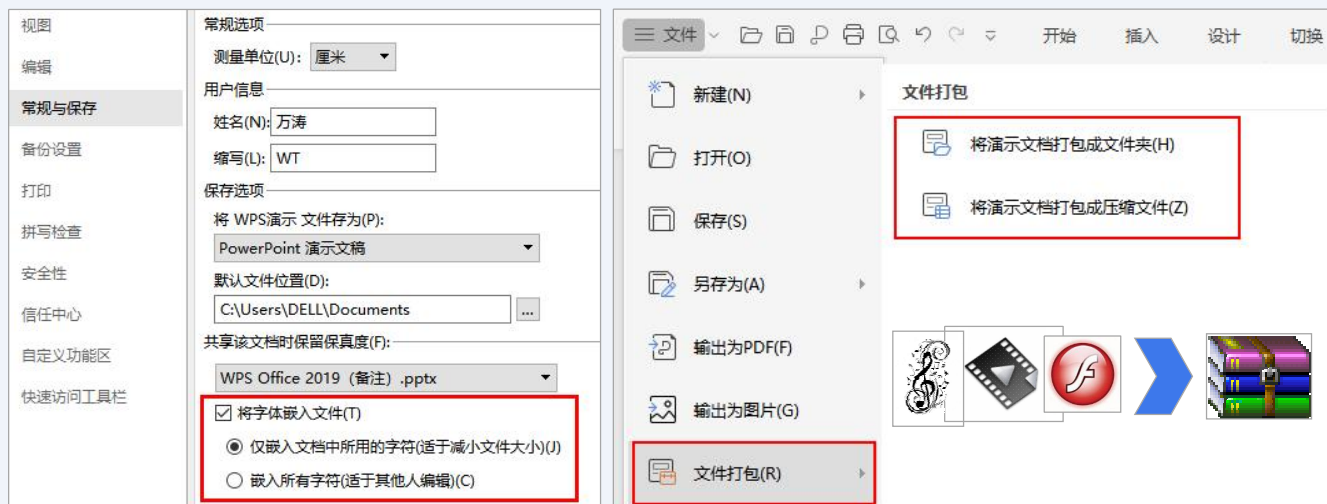 视图
编辑
常规与保存
备份设置
打印
拼写检查
安全性
信任中心
自定义功能区
快速访问工具栏
常规选项
测量单位(U): 厘米
用户信息
姓名(N): 万涛
缩写(L): WT
保存选项
将 WPS演示 文件存为(P):
PowerPoint 演示文稿
默认文件位置(D):
C:\Users\DELL\Documents ...
共享该文档时保留保真度(F):
WPS Office 2019（备注）.pptx
将字体嵌入文件(T)
仅嵌入文档中所用的字符(适于减小文件大小)(J)
嵌入所有字符(适于其他人编辑)(C)
文件 开始 插入 设计 切换
新建(N)
打开(O)
保存(S)
另存为(A)
输出为PDF(F)
输出为图片(G)
文件打包(R)
文件打包
将演示文档打包成文件夹(H)
将演示文档打包成压缩文件(Z)